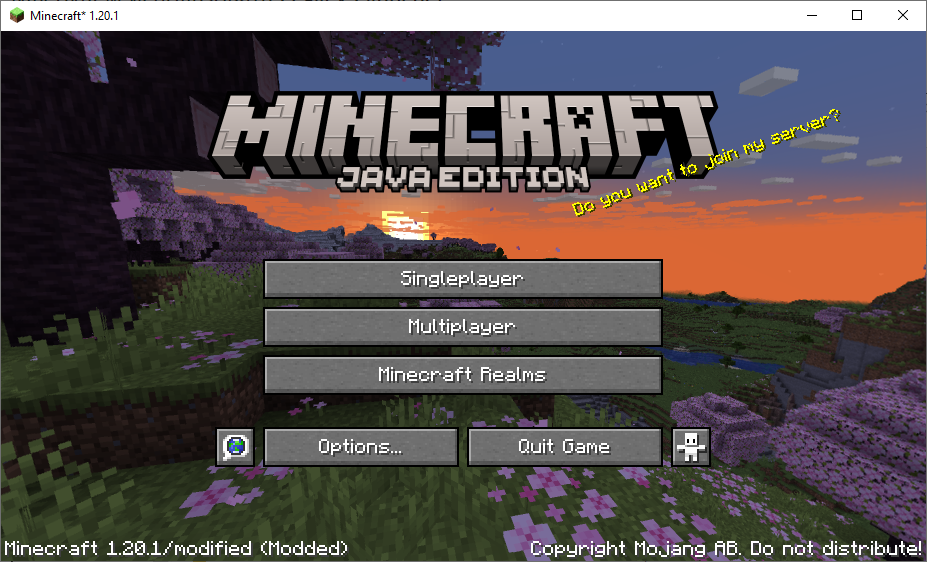 Minecraft* 1.20.1
MINECRAFT
JAVA EDITION
Do you want to join my server?
Singleplayer
Multiplayer
Minecraft Realms
Options...
Quit Game
Minecraft 1.20.1/modified (Modded)
Copyright Mojang AB. Do not distribute!